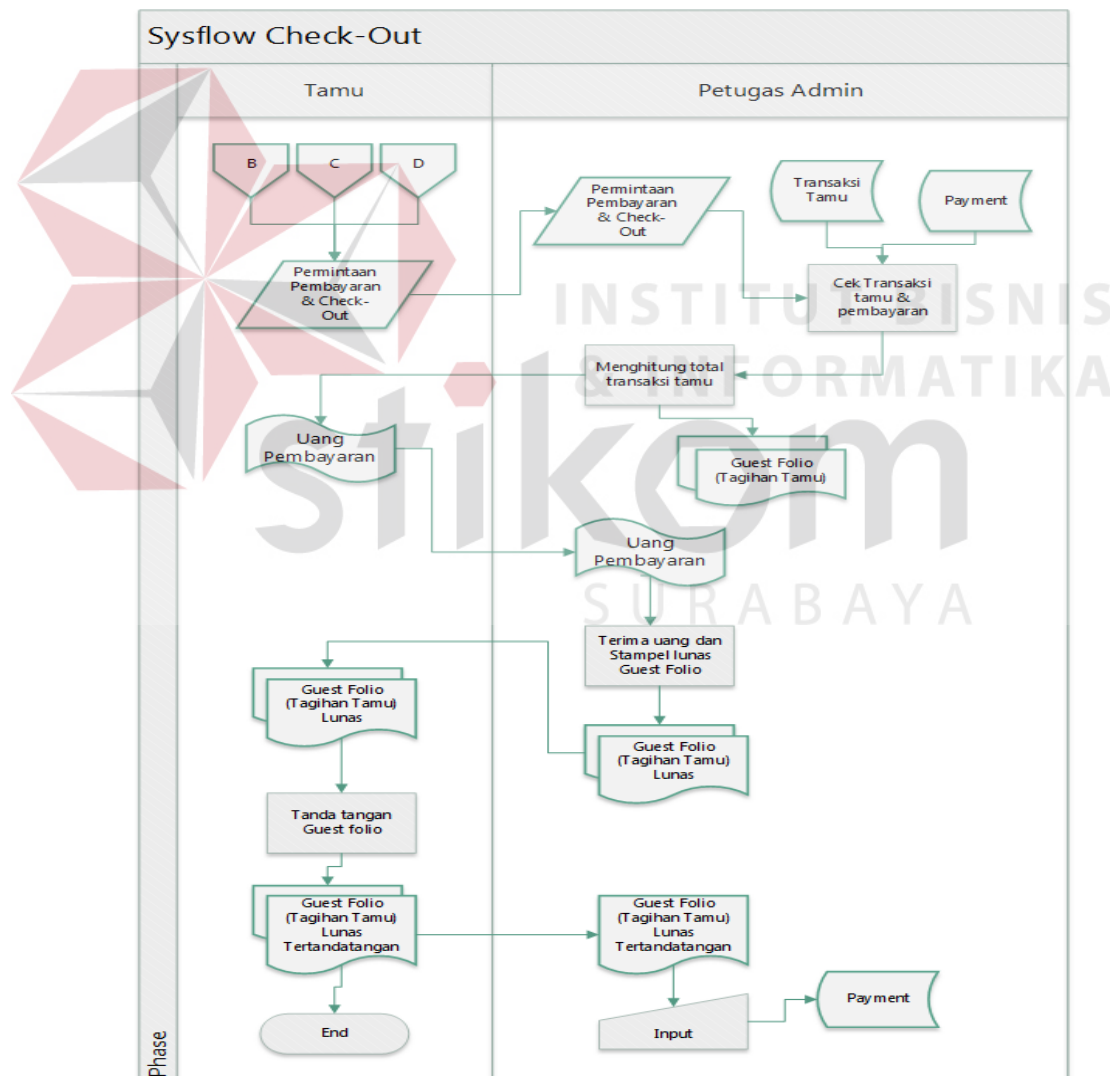 Sysflow Check-Out
Tamu
Petugas Admin
B
C
D
Permintaan
Pembayaran
& Check-
Out
Transaksi
Tamu
Payment
Permintaan
Pembayaran
& Check-
Out
Cek Transaksi
tamu &
pembayaran
INSTITUT BISNIS
& INFORMATIKA
stikom
SURABAYA
Menghitung total
transaksi tamu
Uang
Pembayaran
Guest Folio
(Tagihan Tamu)
Uang
Pembayaran
Terima uang dan
Stampel lunas
Guest Folio
Guest Folio
(Tagihan Tamu)
Lunas
Guest Folio
(Tagihan Tamu)
Lunas
Tanda tangan
Guest folio
Guest Folio
(Tagihan Tamu)
Lunas
Tertandatangan
Guest Folio
(Tagihan Tamu)
Lunas
Tertandatangan
Payment
End
Input
Phase